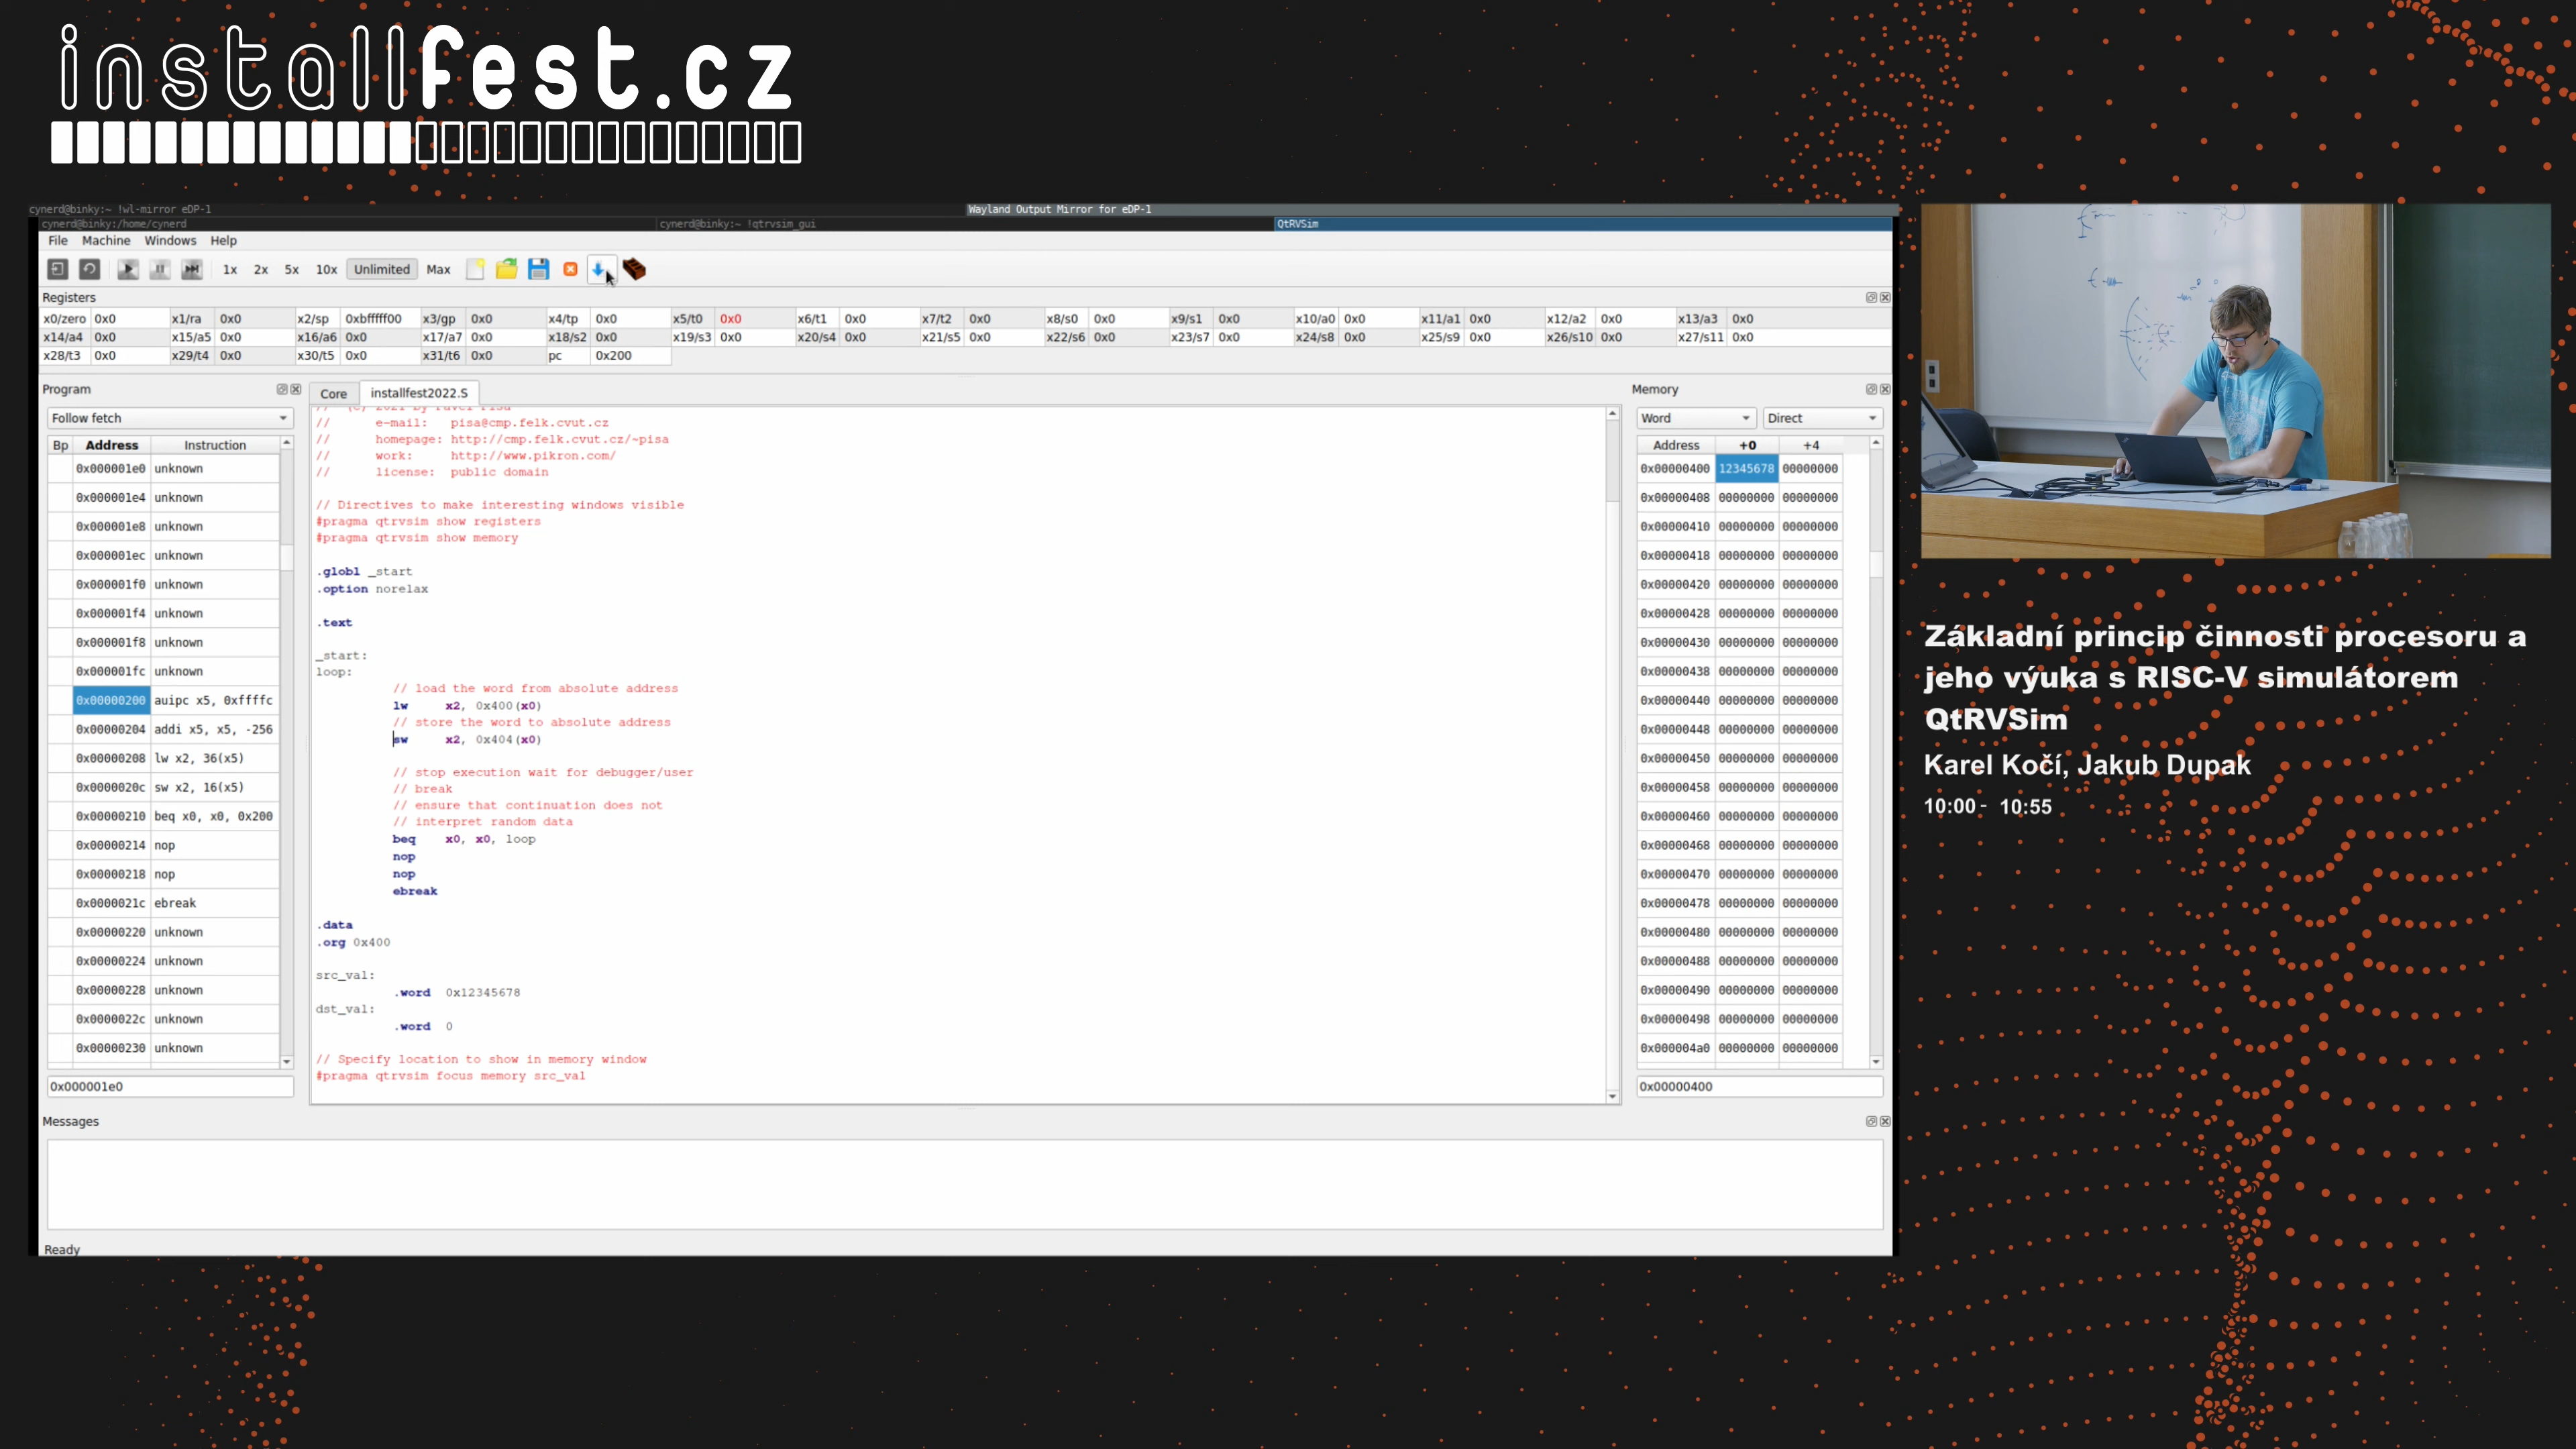 installfest.cz
cynerd@binky:~ !wl-mirror eDP-1
Wayland Output Mirror for eDP-1
cynerd@binky:/home/cynerd
cynerd@binky:~ !qtrvsim_gui
QtRVSim
File Machine Windows Help
1x 2x 5x 10x Unlimited Max
Registers
x0/zero 0x0 x1/ra 0x0 x2/sp 0xbfffff00 x3/gp 0x0 x4/tp 0x0 x5/t0 0x0 x6/t1 0x0 x7/t2 0x0 x8/s0 0x0 x9/s1 0x0 x10/a0 0x0 x11/a1 0x0 x12/a2 0x0 x13/a3 0x0
x14/a4 0x0 x15/a5 0x0 x16/a6 0x0 x17/a7 0x0 x18/s2 0x0 x19/s3 0x0 x20/s4 0x0 x21/s5 0x0 x22/s6 0x0 x23/s7 0x0 x24/s8 0x0 x25/s9 0x0 x26/s10 0x0 x27/s11 0x0
x28/t3 0x0 x29/t4 0x0 x30/t5 0x0 x31/t6 0x0 pc 0x200
Program
Follow fetch
Bp Address Instruction
0x000001e0 unknown
0x000001e4 unknown
0x000001e8 unknown
0x000001ec unknown
0x000001f0 unknown
0x000001f4 unknown
0x000001f8 unknown
0x000001fc unknown
0x00000200 auipc x5, 0xffffc
0x00000204 addi x5, x5, -256
0x00000208 lw x2, 36(x5)
0x0000020c sw x2, 16(x5)
0x00000210 beq x0, x0, 0x200
0x00000214 nop
0x00000218 nop
0x0000021c ebreak
0x00000220 unknown
0x00000224 unknown
0x00000228 unknown
0x0000022c unknown
0x00000230 unknown
0x000001e0
Core installfest2022.S
// (c) 2021 by Pavel Pisa
// e-mail: pisa@cmp.felk.cvut.cz
// homepage: http://cmp.felk.cvut.cz/~pisa
// work: http://www.pikron.com/
// license: public domain
// Directives to make interesting windows visible
#pragma qtrvsim show registers
#pragma qtrvsim show memory
.globl _start
.option norelax
.text
_start:
loop:
// load the word from absolute address
lw x2, 0x400(x0)
// store the word to absolute address
sw x2, 0x404(x0)
// stop execution wait for debugger/user
// break
// ensure that continuation does not
// interpret random data
beq x0, x0, loop
nop
nop
ebreak
.data
.org 0x400
src_val:
.word 0x12345678
dst_val:
.word 0
// Specify location to show in memory window
#pragma qtrvsim focus memory src_val
Memory
Word Direct
Address +0 +4
0x00000400 12345678 00000000
0x00000408 00000000 00000000
0x00000410 00000000 00000000
0x00000418 00000000 00000000
0x00000420 00000000 00000000
0x00000428 00000000 00000000
0x00000430 00000000 00000000
0x00000438 00000000 00000000
0x00000440 00000000 00000000
0x00000448 00000000 00000000
0x00000450 00000000 00000000
0x00000458 00000000 00000000
0x00000460 00000000 00000000
0x00000468 00000000 00000000
0x00000470 00000000 00000000
0x00000478 00000000 00000000
0x00000480 00000000 00000000
0x00000488 00000000 00000000
0x00000490 00000000 00000000
0x00000498 00000000 00000000
0x000004a0 00000000 00000000
0x00000400
Messages
Ready
Základní princip činnosti procesoru a
jeho výuka s RISC-V simulátorem
QtRVSim
Karel Kočí, Jakub Dupak
10:00 - 10:55